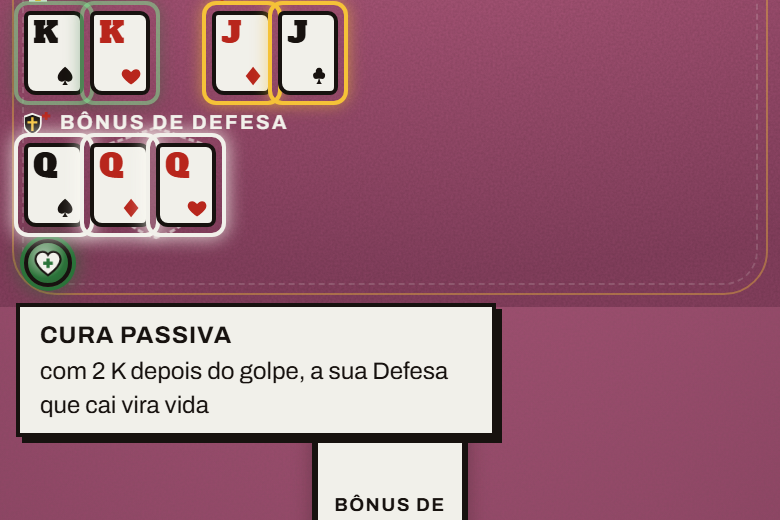 K K J J
BÔNUS DE DEFESA
Q Q Q
CURA PASSIVA
com 2 K depois do golpe, a sua Defesa
que cai vira vida
BÔNUS DE